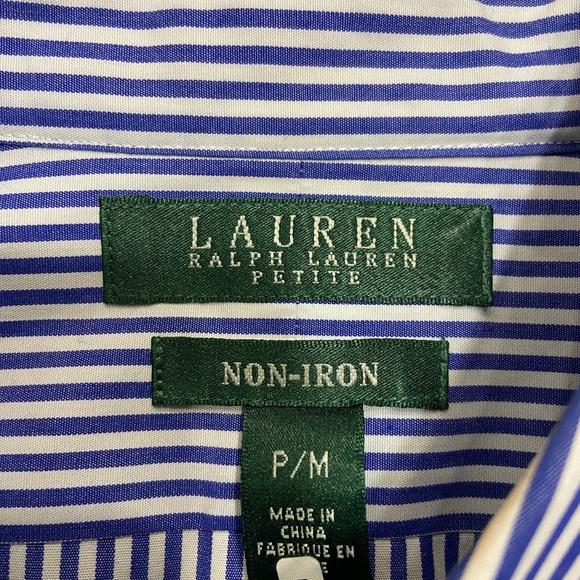 LAUREN
RALPH LAUREN
PETITE
NON-IRON
P/M
MADE IN
CHINA
FABRIQUE EN